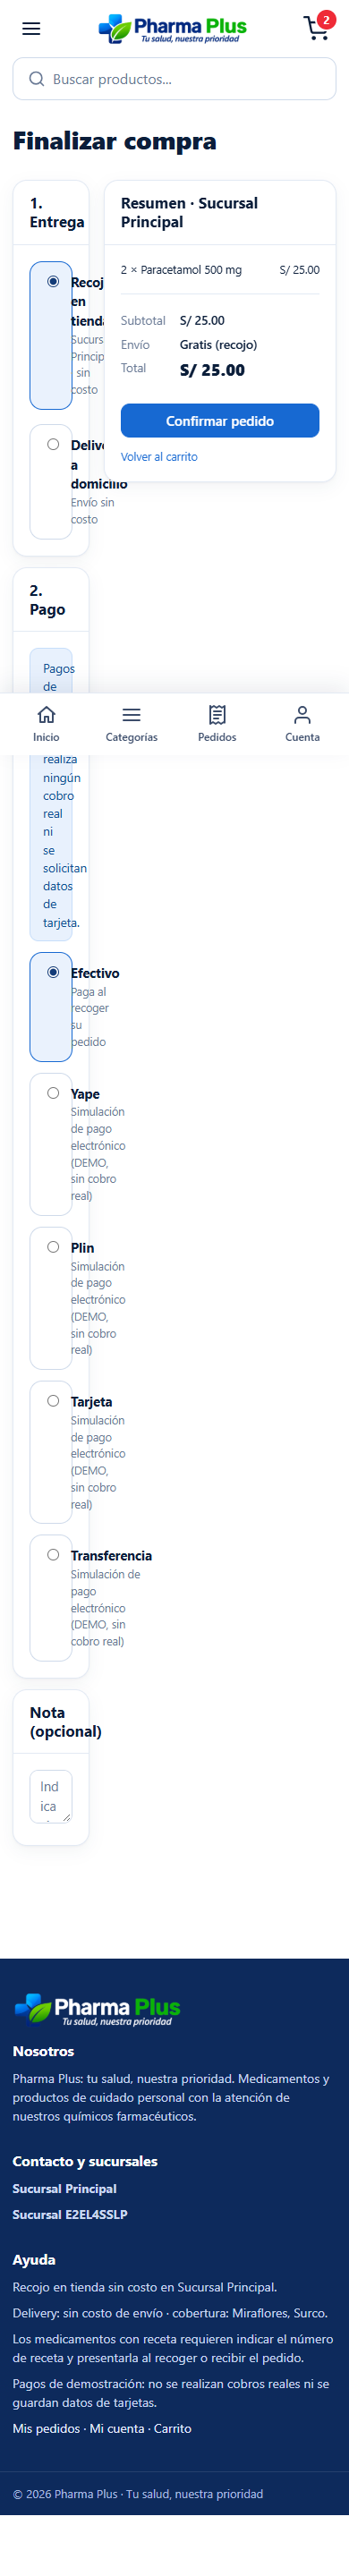 Pharma Plus
Tu salud, nuestra prioridad
2
Buscar productos...
Finalizar compra
1.
Entrega
Recojo
en
tienda
Sucurs
Princip
sin
costo
Delivery
a
domicilio
Envío sin
costo
Resumen · Sucursal
Principal
2 × Paracetamol 500 mg S/ 25.00
Subtotal S/ 25.00
Envío Gratis (recojo)
Total S/ 25.00
Confirmar pedido
Volver al carrito
2.
Pago
Pagos
de
Inicio Categorías Pedidos Cuenta
realiza
ningún
cobro
real
ni
se
solicitan
datos
de
tarjeta.
Efectivo
Paga al
recoger
su
pedido
Yape
Simulación
de pago
electrónico
(DEMO,
sin cobro
real)
Plin
Simulación
de pago
electrónico
(DEMO,
sin cobro
real)
Tarjeta
Simulación
de pago
electrónico
(DEMO,
sin cobro
real)
Transferencia
Simulación de
pago
electrónico
(DEMO, sin
cobro real)
Nota
(opcional)
Ind
ica
Pharma Plus
Tu salud, nuestra prioridad
Nosotros
Pharma Plus: tu salud, nuestra prioridad. Medicamentos y
productos de cuidado personal con la atención de
nuestros químicos farmacéuticos.
Contacto y sucursales
Sucursal Principal
Sucursal E2EL4SSLP
Ayuda
Recojo en tienda sin costo en Sucursal Principal.
Delivery: sin costo de envío · cobertura: Miraflores, Surco.
Los medicamentos con receta requieren indicar el número
de receta y presentarla al recoger o recibir el pedido.
Pagos de demostración: no se realizan cobros reales ni se
guardan datos de tarjetas.
Mis pedidos · Mi cuenta · Carrito
© 2026 Pharma Plus · Tu salud, nuestra prioridad